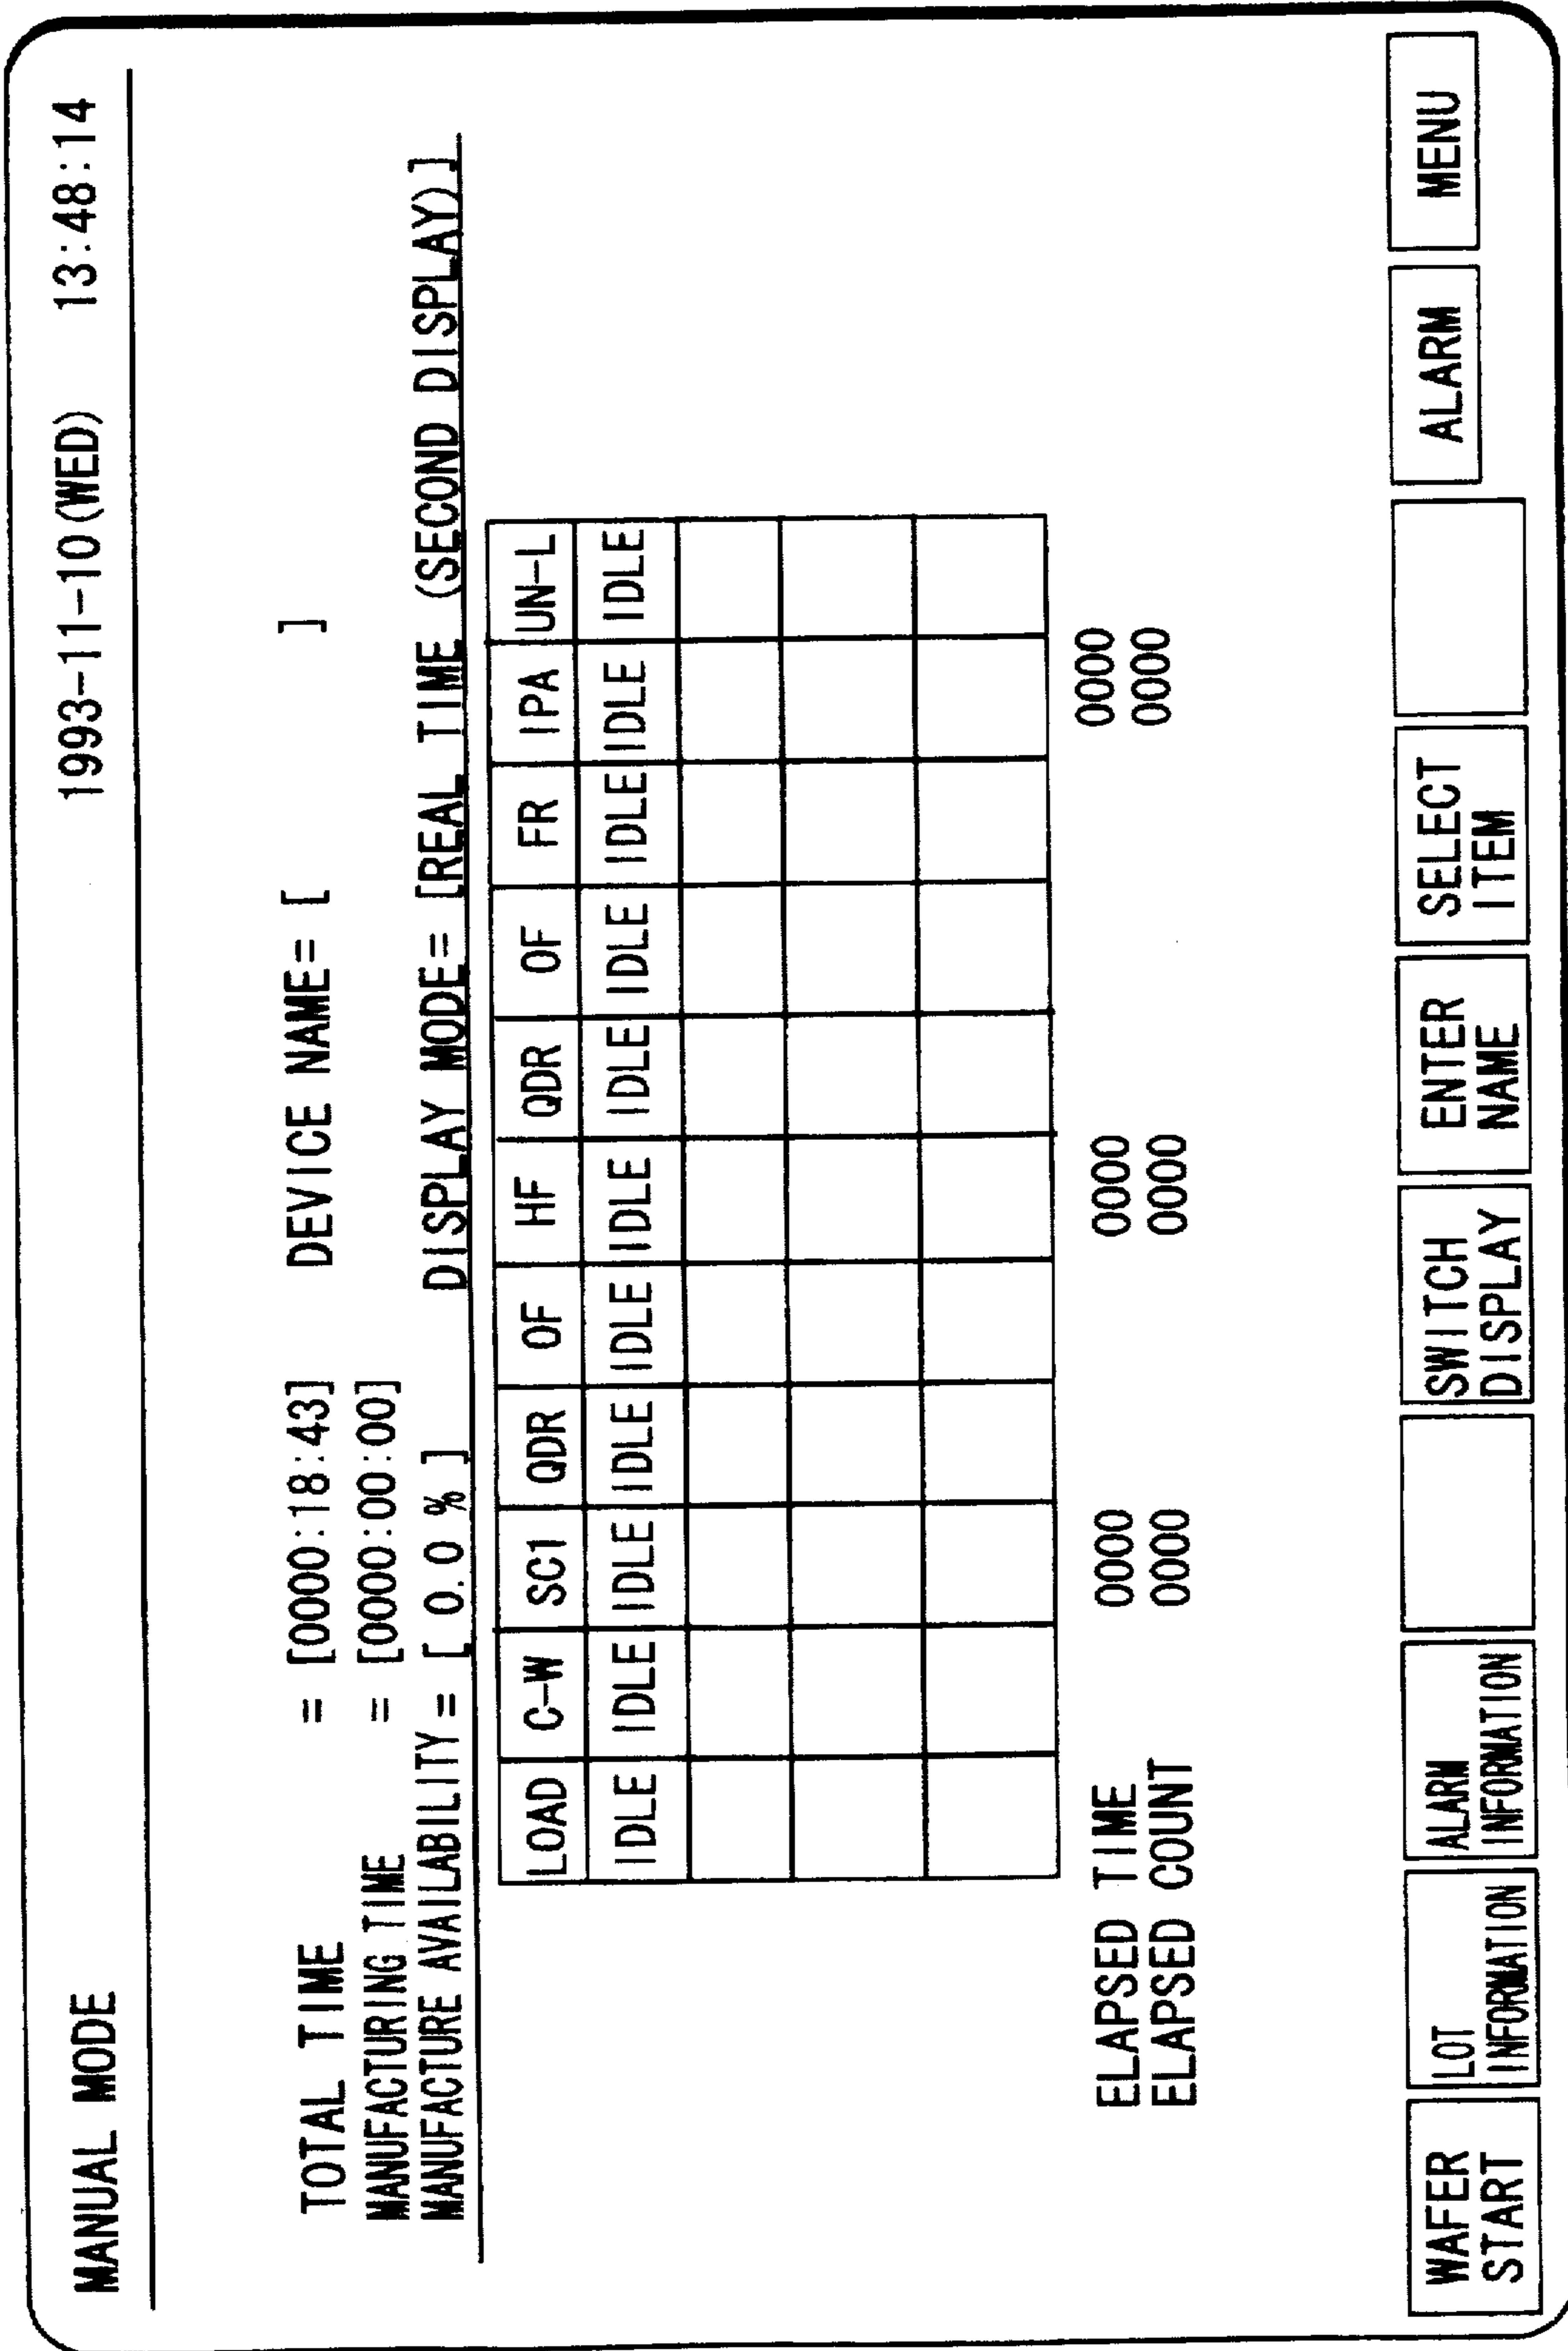 MANUAL MODE 1993-11-10(WED) 13:48:14
TOTAL TIME = [0000:18:43] DEVICE NAME= [ ]
MANUFACTURING TIME = [0000:00:00]
MANUFACTURE AVAILABILITY = [ 0.0 % ] DISPLAY MODE= [REAL TIME (SECOND DISPLAY)]
LOAD C-W SC1 QDR OF HF QDR OF FR IPA UN-L
IDLE IDLE IDLE IDLE IDLE IDLE IDLE IDLE IDLE IDLE IDLE
ELAPSED TIME 0000 0000 0000
ELAPSED COUNT 0000 0000 0000
WAFER START
LOT INFORMATION
ALARM INFORMATION
SWITCH DISPLAY
ENTER NAME
SELECT ITEM
ALARM
MENU